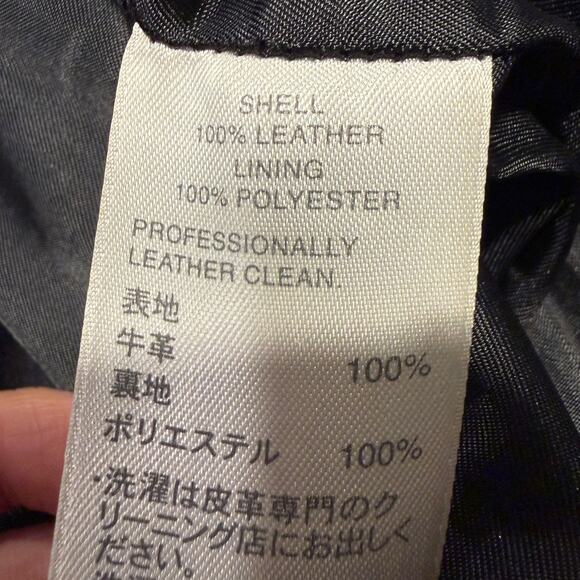 SHELL
100% LEATHER
LINING
100% POLYESTER
PROFESSIONALLY
LEATHER CLEAN.
表地
牛革 100%
裏地
ポリエステル 100%
・洗濯は皮革専門のク
リーニング店にお出しく
ださい。